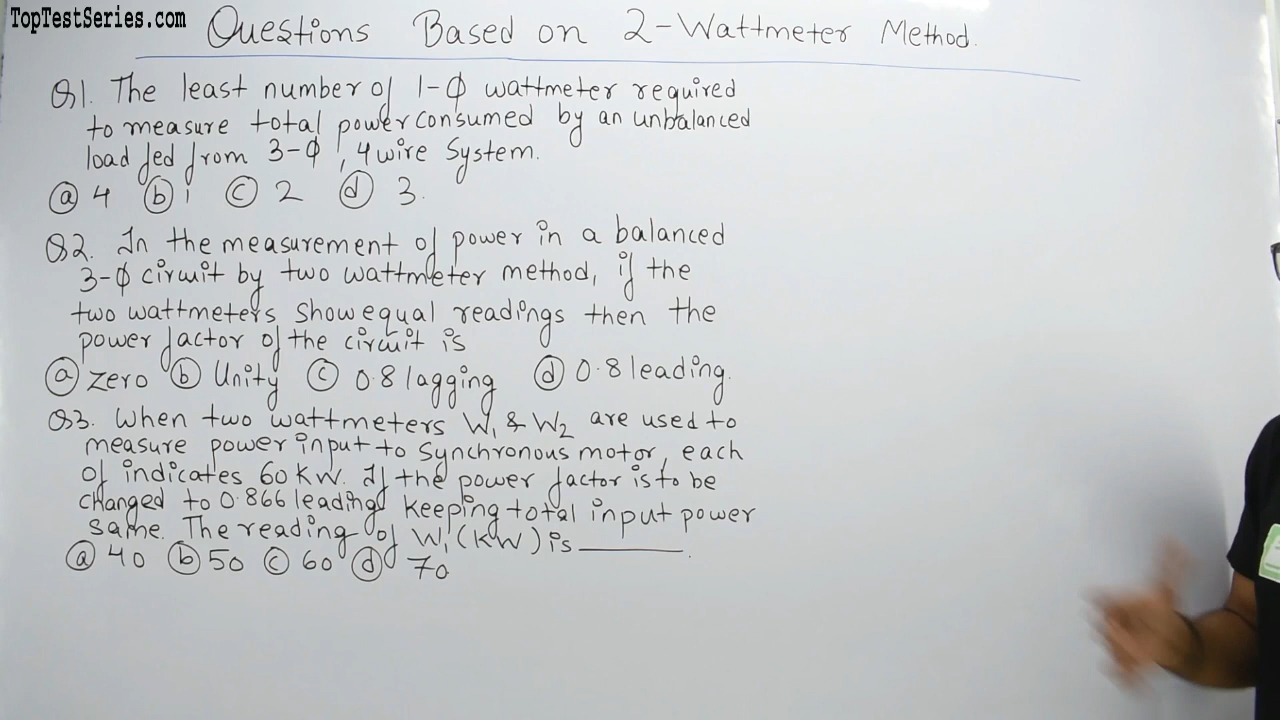 TopTestSeries.com
Questions Based on 2-Wattmeter Method.
Q1. The least number of 1-Φ wattmeter required
to measure total power consumed by an unbalanced
load fed from 3-Φ, 4 wire System.
ⓐ 4 ⓑ 1 ⓒ 2 ⓓ 3.
Q2. In the measurement of power in a balanced
3-Φ circuit by two wattmeter method, if the
two wattmeters show equal readings then the
power factor of the circuit is
ⓐ zero ⓑ Unity ⓒ 0.8 lagging ⓓ 0.8 leading.
Q3. When two wattmeters W₁ & W₂ are used to
measure power input to Synchronous motor, each
of indicates 60 KW. If the power factor is to be
changed to 0.866 leading keeping total input power
same. The reading of W₁ (KW) is ______.
ⓐ 40 ⓑ 50 ⓒ 60 ⓓ 70